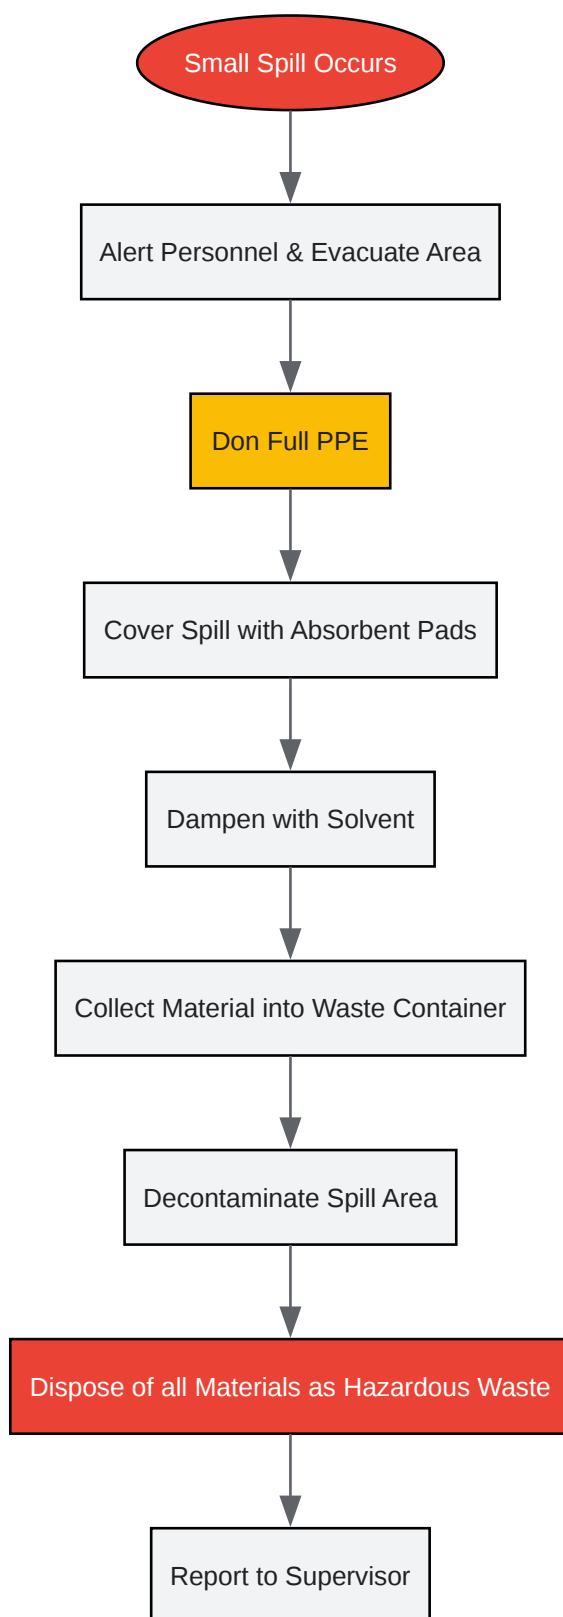 Small Spill Occurs
Alert Personnel & Evacuate Area
Don Full PPE
Cover Spill with Absorbent Pads
Dampen with Solvent
Collect Material into Waste Container
Decontaminate Spill Area
Dispose of all Materials as Hazardous Waste
Report to Supervisor